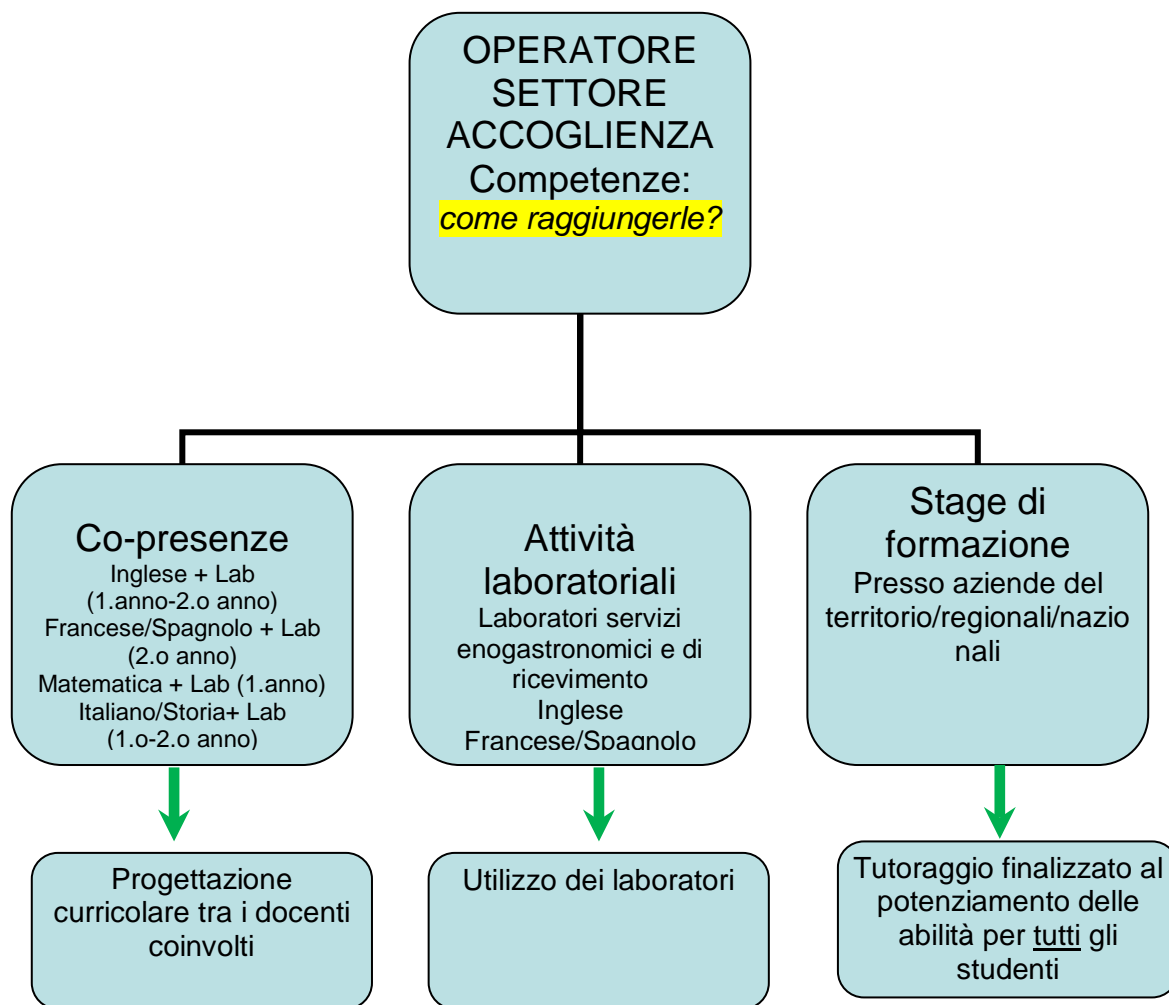 OPERATORE
SETTORE
ACCOGLIENZA
Competenze:
come raggiungerle?
Co-presenze
Inglese + Lab
(1.anno-2.o anno)
Francese/Spagnolo + Lab
(2.o anno)
Matematica + Lab (1.anno)
Italiano/Storia+ Lab
(1.o-2.o anno)
Attività
laboratoriali
Laboratori servizi
enogastronomici e di
ricevimento
Inglese
Francese/Spagnolo
Stage di
formazione
Presso aziende del
territorio/regionali/nazio
nali
Progettazione
curricolare tra i docenti
coinvolti
Utilizzo dei laboratori
Tutoraggio finalizzato al
potenziamento delle
abilità per tutti gli
studenti